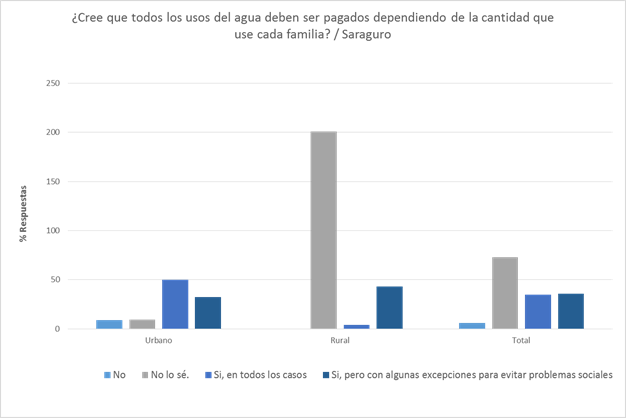 ¿Cree que todos los usos del agua deben ser pagados dependiendo de la cantidad que
use cada familia? / Saraguro
250
200
150
100
50
0
% Respuestas
Urbano Rural Total
No No lo sé. Si, en todos los casos Si, pero con algunas excepciones para evitar problemas sociales